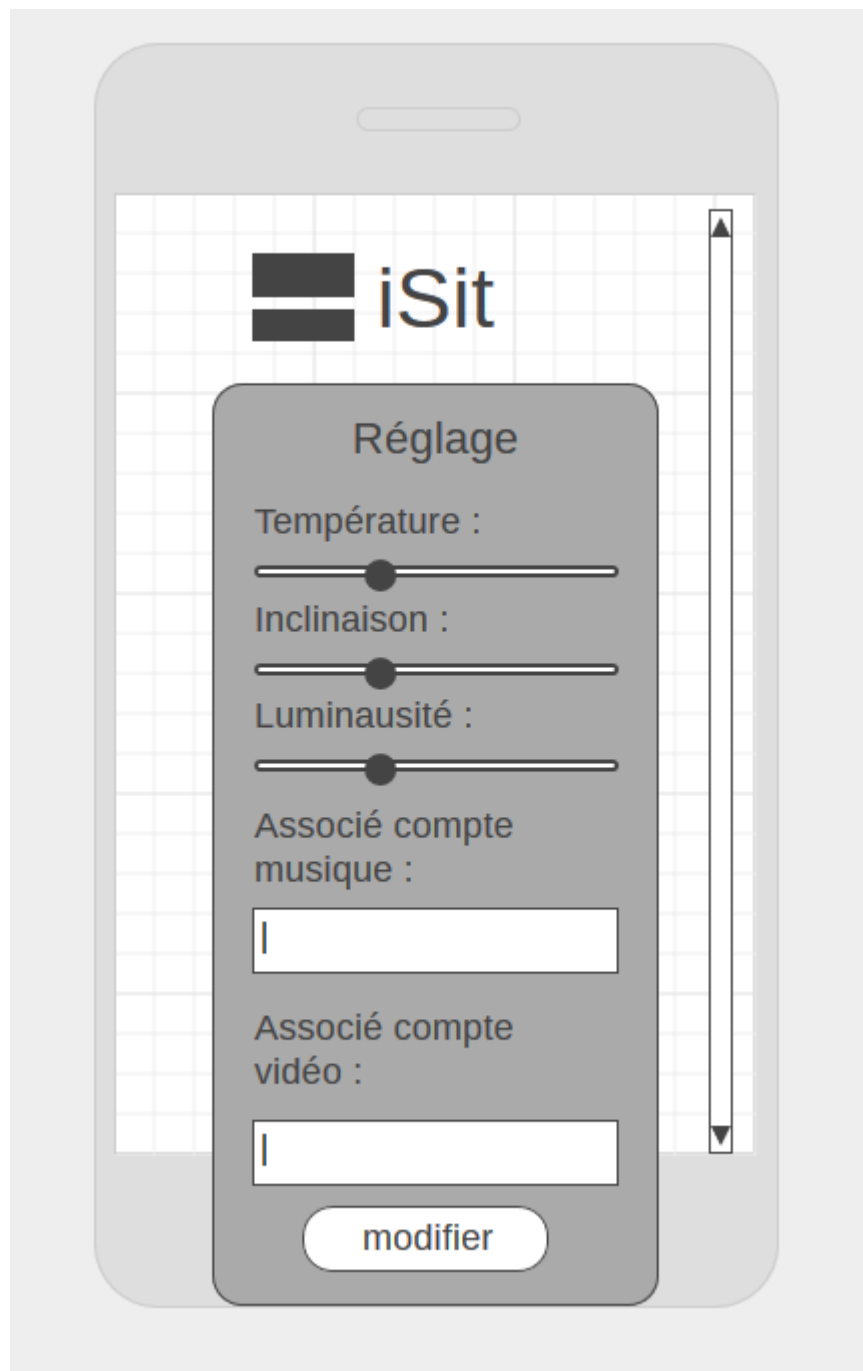 iSit
Réglage
Température :
Inclinaison :
Luminausité :
Associé compte
musique :
Associé compte
vidéo :
modifier